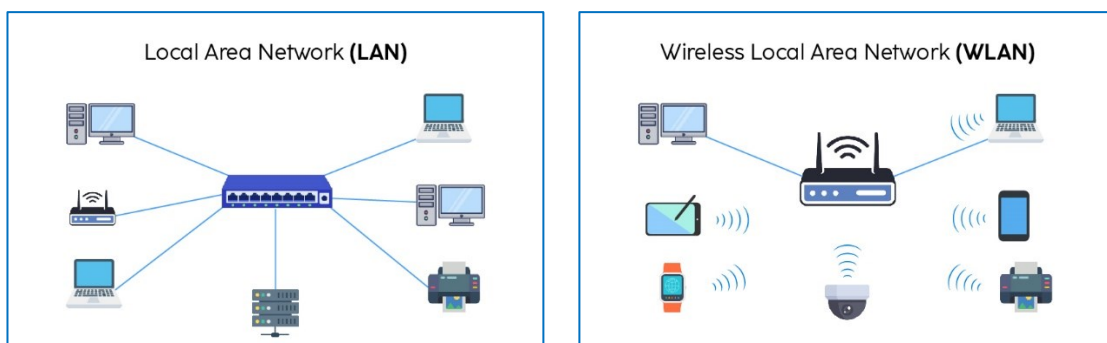 Local Area Network (LAN)
Wireless Local Area Network (WLAN)